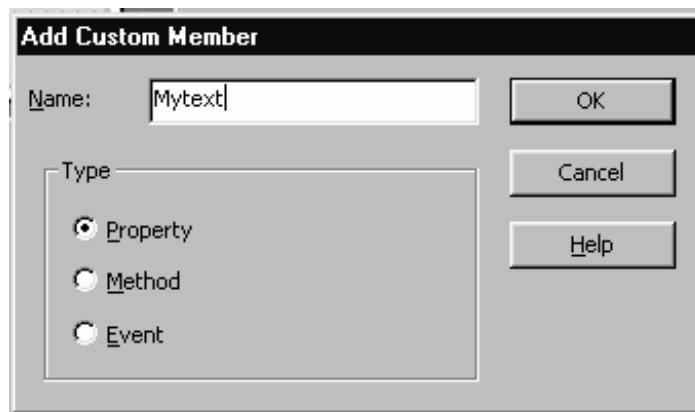 Add Custom Member
Name: Mytext OK
Type Cancel
Property Help
Method
Event